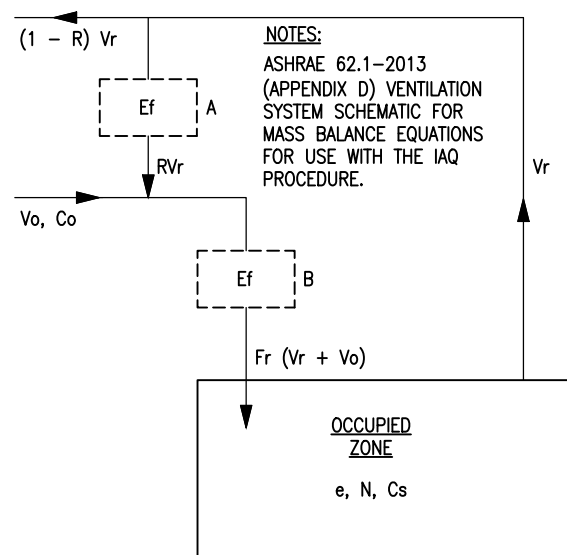 (1 - R) Vr
NOTES:
ASHRAE 62.1-2013
(APPENDIX D) VENTILATION
SYSTEM SCHEMATIC FOR
MASS BALANCE EQUATIONS
FOR USE WITH THE IAQ
PROCEDURE.
Ef
A
RVr
Vr
Vo, Co
Ef
B
Fr (Vr + Vo)
OCCUPIED
ZONE
e, N, Cs